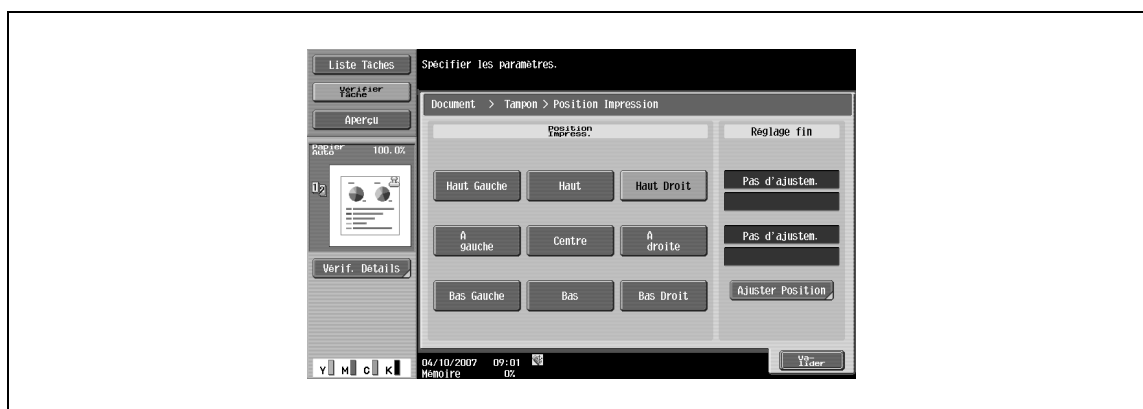 Liste Tâches
Vérifier
Tâche
Aperçu
Papier
Auto
100.0%
Vérif. Détails
Y M C K
Spécifier les paramètres.
Document > Tampon > Position Impression
Position
Impress.
Haut Gauche
Haut
Haut Droit
A
gauche
Centre
A
droite
Bas Gauche
Bas
Bas Droit
Réglage fin
Pas d'ajustem.
Pas d'ajustem.
Ajuster Position
04/10/2007 09:01
Mémoire 0%
Va-
lider